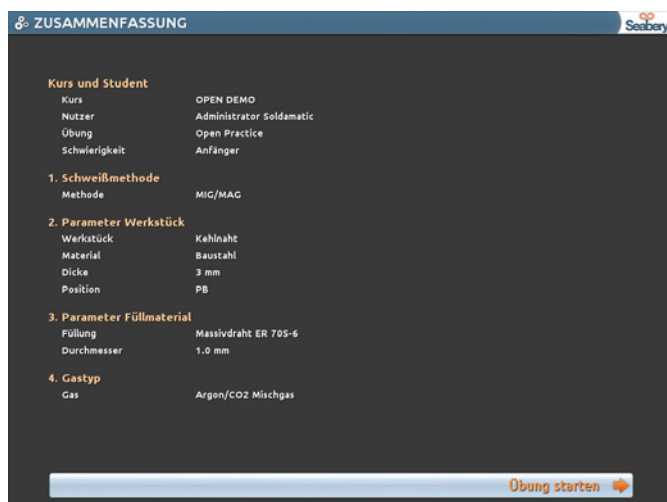 ZUSAMMENFASSUNG
Seabery
Kurs und Student
Kurs OPEN DEMO
Nutzer Administrator Soldamatic
Übung Open Practice
Schwierigkeit Anfänger
1. Schweißmethode
Methode MIG/MAG
2. Parameter Werkstück
Werkstück Kehlnaht
Material Baustahl
Dicke 3 mm
Position PB
3. Parameter Füllmaterial
Füllung Massivdraht ER 70S-6
Durchmesser 1.0 mm
4. Gastyp
Gas Argon/CO2 Mischgas
Übung starten